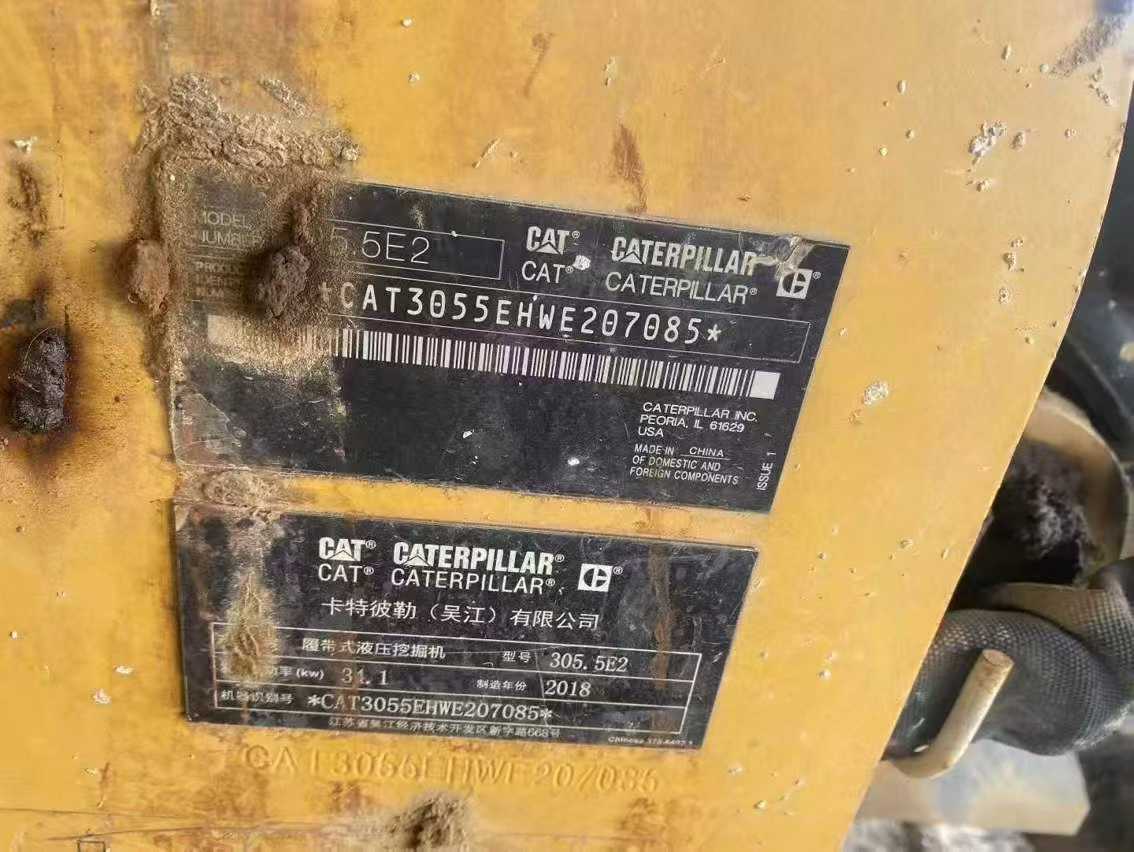 MODEL
NUMBER
5.5E2
CAT® CATERPILLAR®
CAT® CATERPILLAR®
*CAT3055EHWE207085*
CATERPILLAR INC.
PEORIA, IL 61629
USA
MADE IN CHINA
OF DOMESTIC AND
FOREIGN COMPONENTS
ISSUE 1
CAT® CATERPILLAR®
CAT® CATERPILLAR®
卡特彼勒（吴江）有限公司
履带式液压挖掘机 型号 305.5E2
率(kw) 31.1 制造年份 2018
机器识别号 *CAT3055EHWE207085*
江苏省吴江经济技术开发区新字路668号
CAT3055EHWE207085